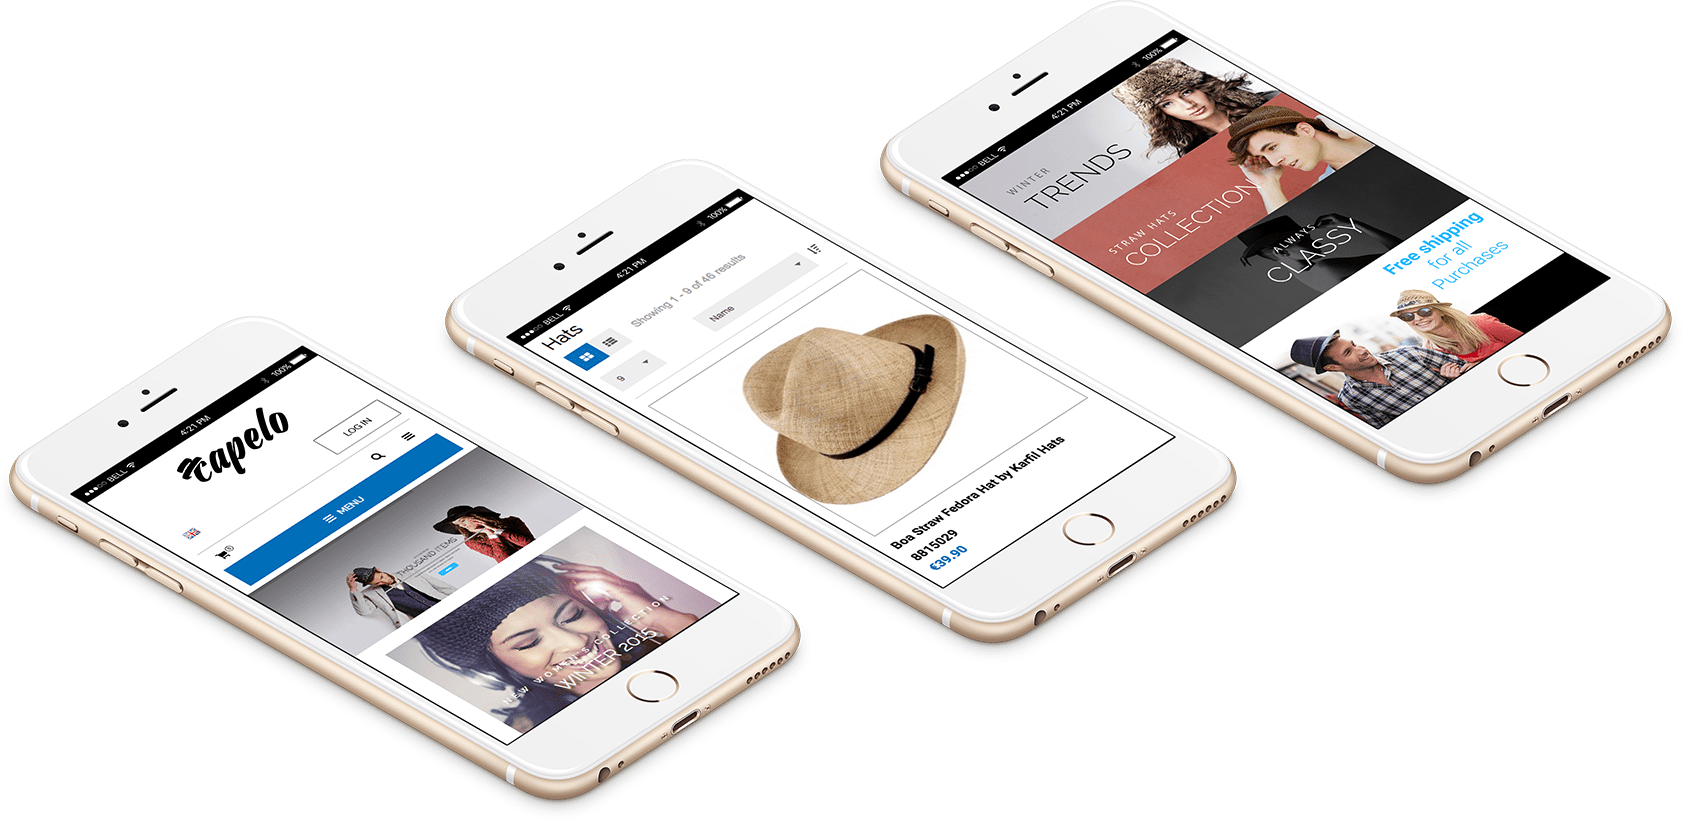 BELL
4:21 PM
100%
capelo
LOG IN
MENU
THOUSAND ITEMS
NEW WOMEN'S COLLECTION
WINTER 2015
BELL
4:21 PM
100%
Hats
Showing 1 - 9 of 46 results
Name
9
Boa Straw Fedora Hat by Karfil Hats
8815029
€39.90
BELL
4:21 PM
100%
WINTER
TRENDS
STRAW HATS
COLLECTION
ALWAYS
CLASSY
Free shipping
for all
Purchases